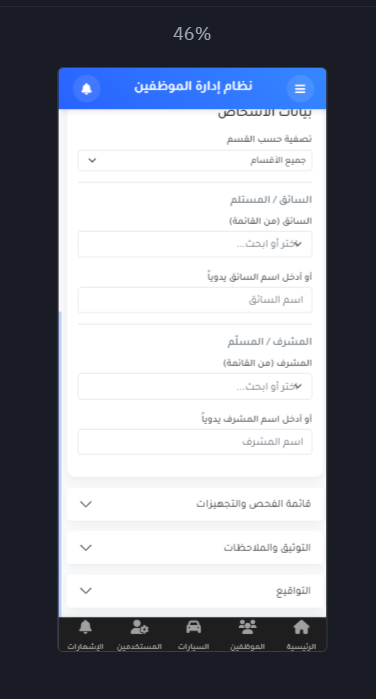 46%
نظام إدارة الموظفين
بيانات الأشخاص
تصفية حسب القسم
جميع الأقسام
السائق / المستلم
السائق (من القائمة)
اختر أو ابحث...
أو أدخل اسم السائق يدوياً
اسم السائق
المشرف / المسلّم
المشرف (من القائمة)
اختر أو ابحث...
أو أدخل اسم المشرف يدوياً
اسم المشرف
قائمة الفحص والتجهيزات
التوثيق والملاحظات
التواقيع
الرئيسية الموظفين السيارات المستخدمين الإشعارات